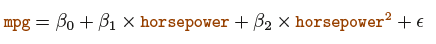 mpg = β₀ + β₁ × horsepower + β₂ × horsepower² + ϵ